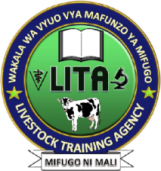 WAKALA WA VYUO VYA MAFUNZO YA MIFUGO
LITA
LIVESTOCK TRAINING AGENCY
MIFUGO NI MALI